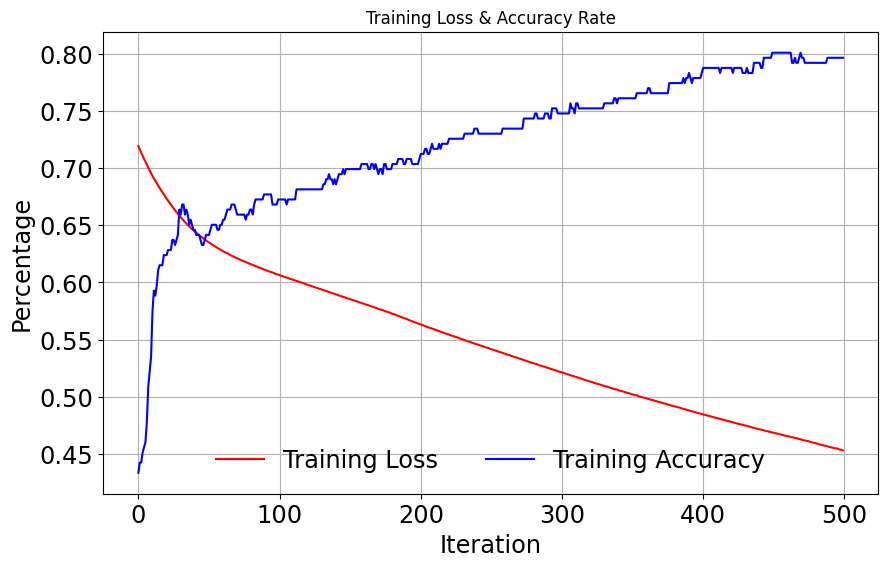 Training Loss & Accuracy Rate
0.80
0.75
0.70
0.65
0.60
0.55
0.50
0.45
Percentage
Training Loss
Training Accuracy
0 100 200 300 400 500
Iteration